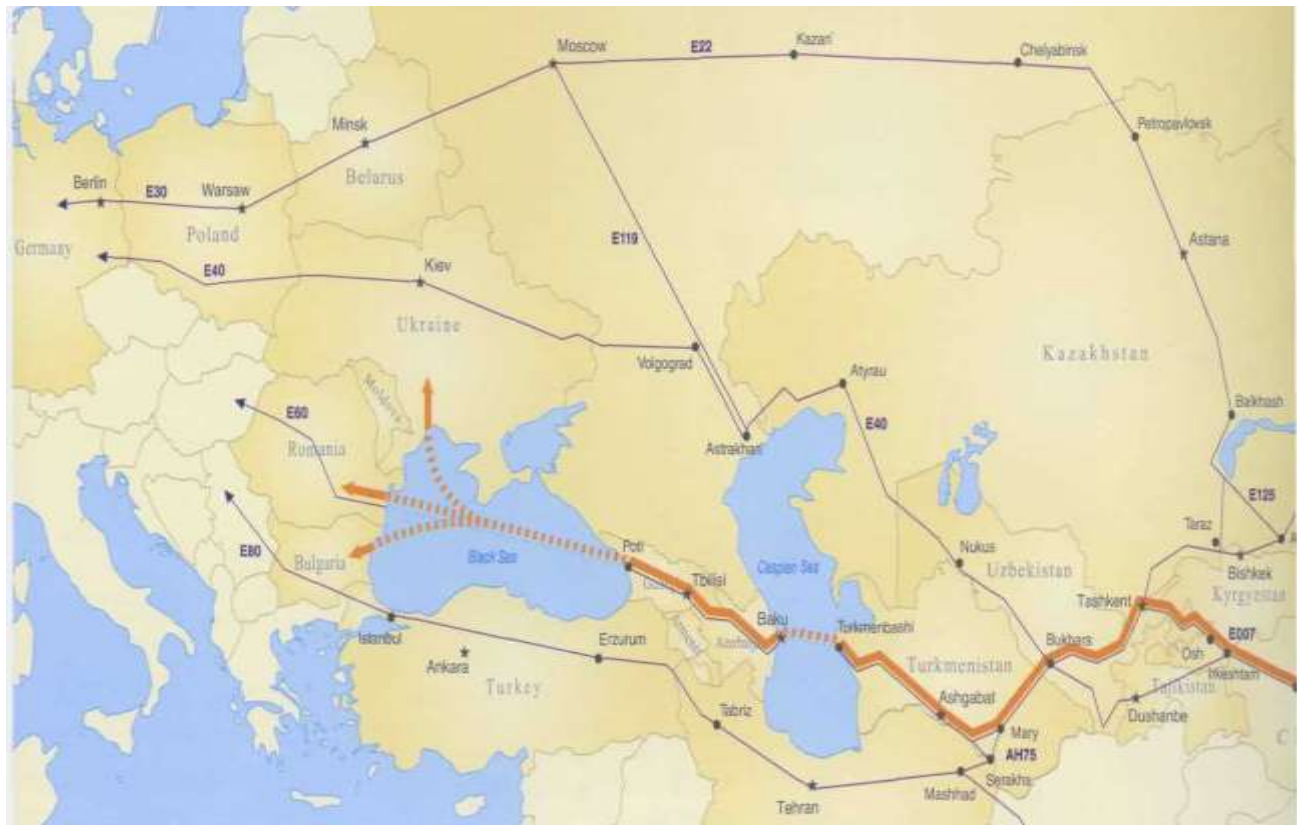 Moscow
E22
Kazan'
Chelyabinsk
Minsk
Petropavlovsk
Belarus
Berlin
E30
Warsaw
Germany
Poland
E119
Astana
E40
Kiev
Ukraine
Volgograd
Kazakhstan
Moldova
Atyrau
E60
Romania
E40
Balkhash
Astrakhan
E125
Taraz
E80
Bulgaria
Black Sea
Poti
Caspian Sea
Nukus
Uzbekistan
Bishkek
Tbilisi
Kyrgyzstan
Tashkent
Istanbul
Baku
Turkmenbashi
Bukhara
E007
Erzurum
Osh
Irkeshtam
Ankara
Turkey
Turkmenistan
Ashgabat
Tajikistan
Dushanbe
Tabriz
Mary
AH75
Serakhs
Mashhad
Tehran